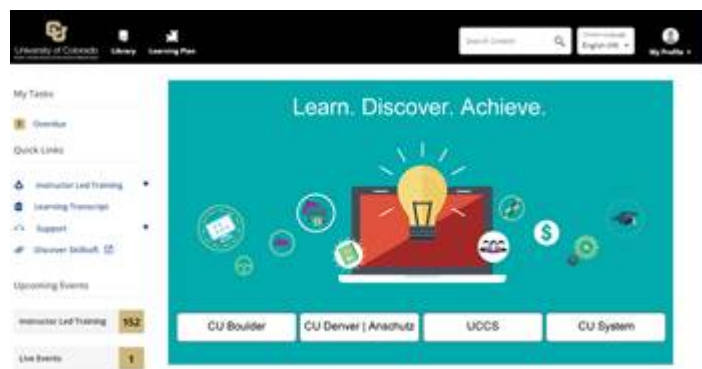 University of Colorado
Library
Learning Plan
Search Content
English (US)
My Profile
My Tasks
Overdue
Quick Links
Instructor Led Training
Learning Transcript
Support
Discover Skillsoft
Upcoming Events
Instructor Led Training 152
Live Events 1
Learn. Discover. Achieve.
$
CU Boulder
CU Denver | Anschutz
UCCS
CU System